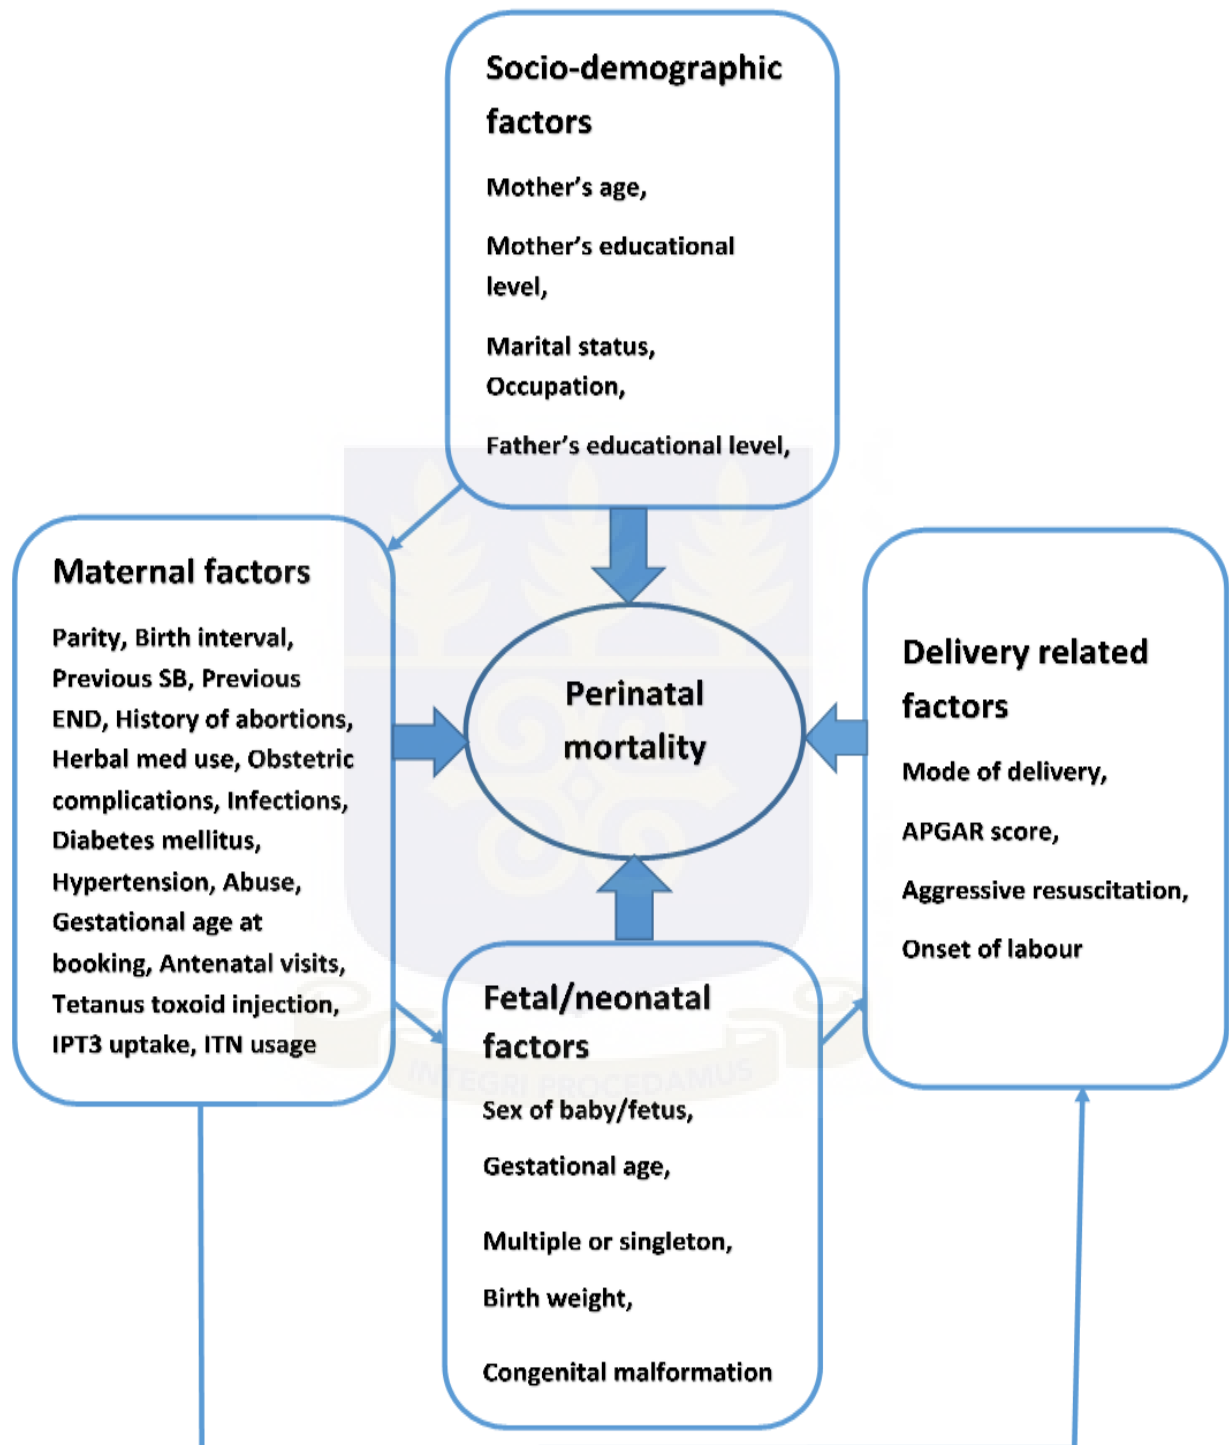 Socio-demographic
factors
Mother’s age,
Mother’s educational
level,
Marital status,
Occupation,
Father’s educational level,
Maternal factors
Parity, Birth interval,
Previous SB, Previous
END, History of abortions,
Herbal med use, Obstetric
complications, Infections,
Diabetes mellitus,
Hypertension, Abuse,
Gestational age at
booking, Antenatal visits,
Tetanus toxoid injection,
IPT3 uptake, ITN usage
Perinatal
mortality
Delivery related
factors
Mode of delivery,
APGAR score,
Aggressive resuscitation,
Onset of labour
Fetal/neonatal
factors
Sex of baby/fetus,
Gestational age,
Multiple or singleton,
Birth weight,
Congenital malformation
INTEGRI PROCEDAMUS